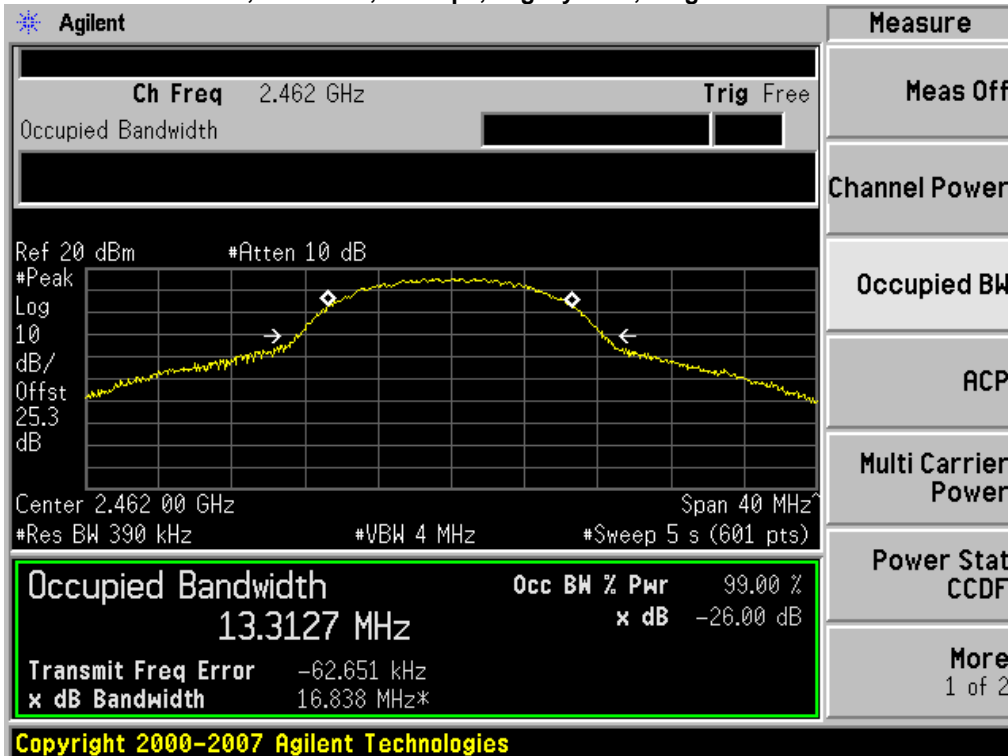 Agilent
Measure
Ch Freq 2.462 GHz Trig Free
Meas Off
Occupied Bandwidth
Channel Power
Ref 20 dBm #Atten 10 dB
#Peak
Log
10
dB/
Offst
25.3
dB
Occupied BW
ACP
Multi Carrier
Power
Center 2.462 00 GHz Span 40 MHz^
#Res BW 390 kHz #VBW 4 MHz #Sweep 5 s (601 pts)
Power Stat
CCDF
Occupied Bandwidth Occ BW % Pwr 99.00 %
13.3127 MHz x dB -26.00 dB
Transmit Freq Error -62.651 kHz
x dB Bandwidth 16.838 MHz*
More
1 of 2
Copyright 2000-2007 Agilent Technologies